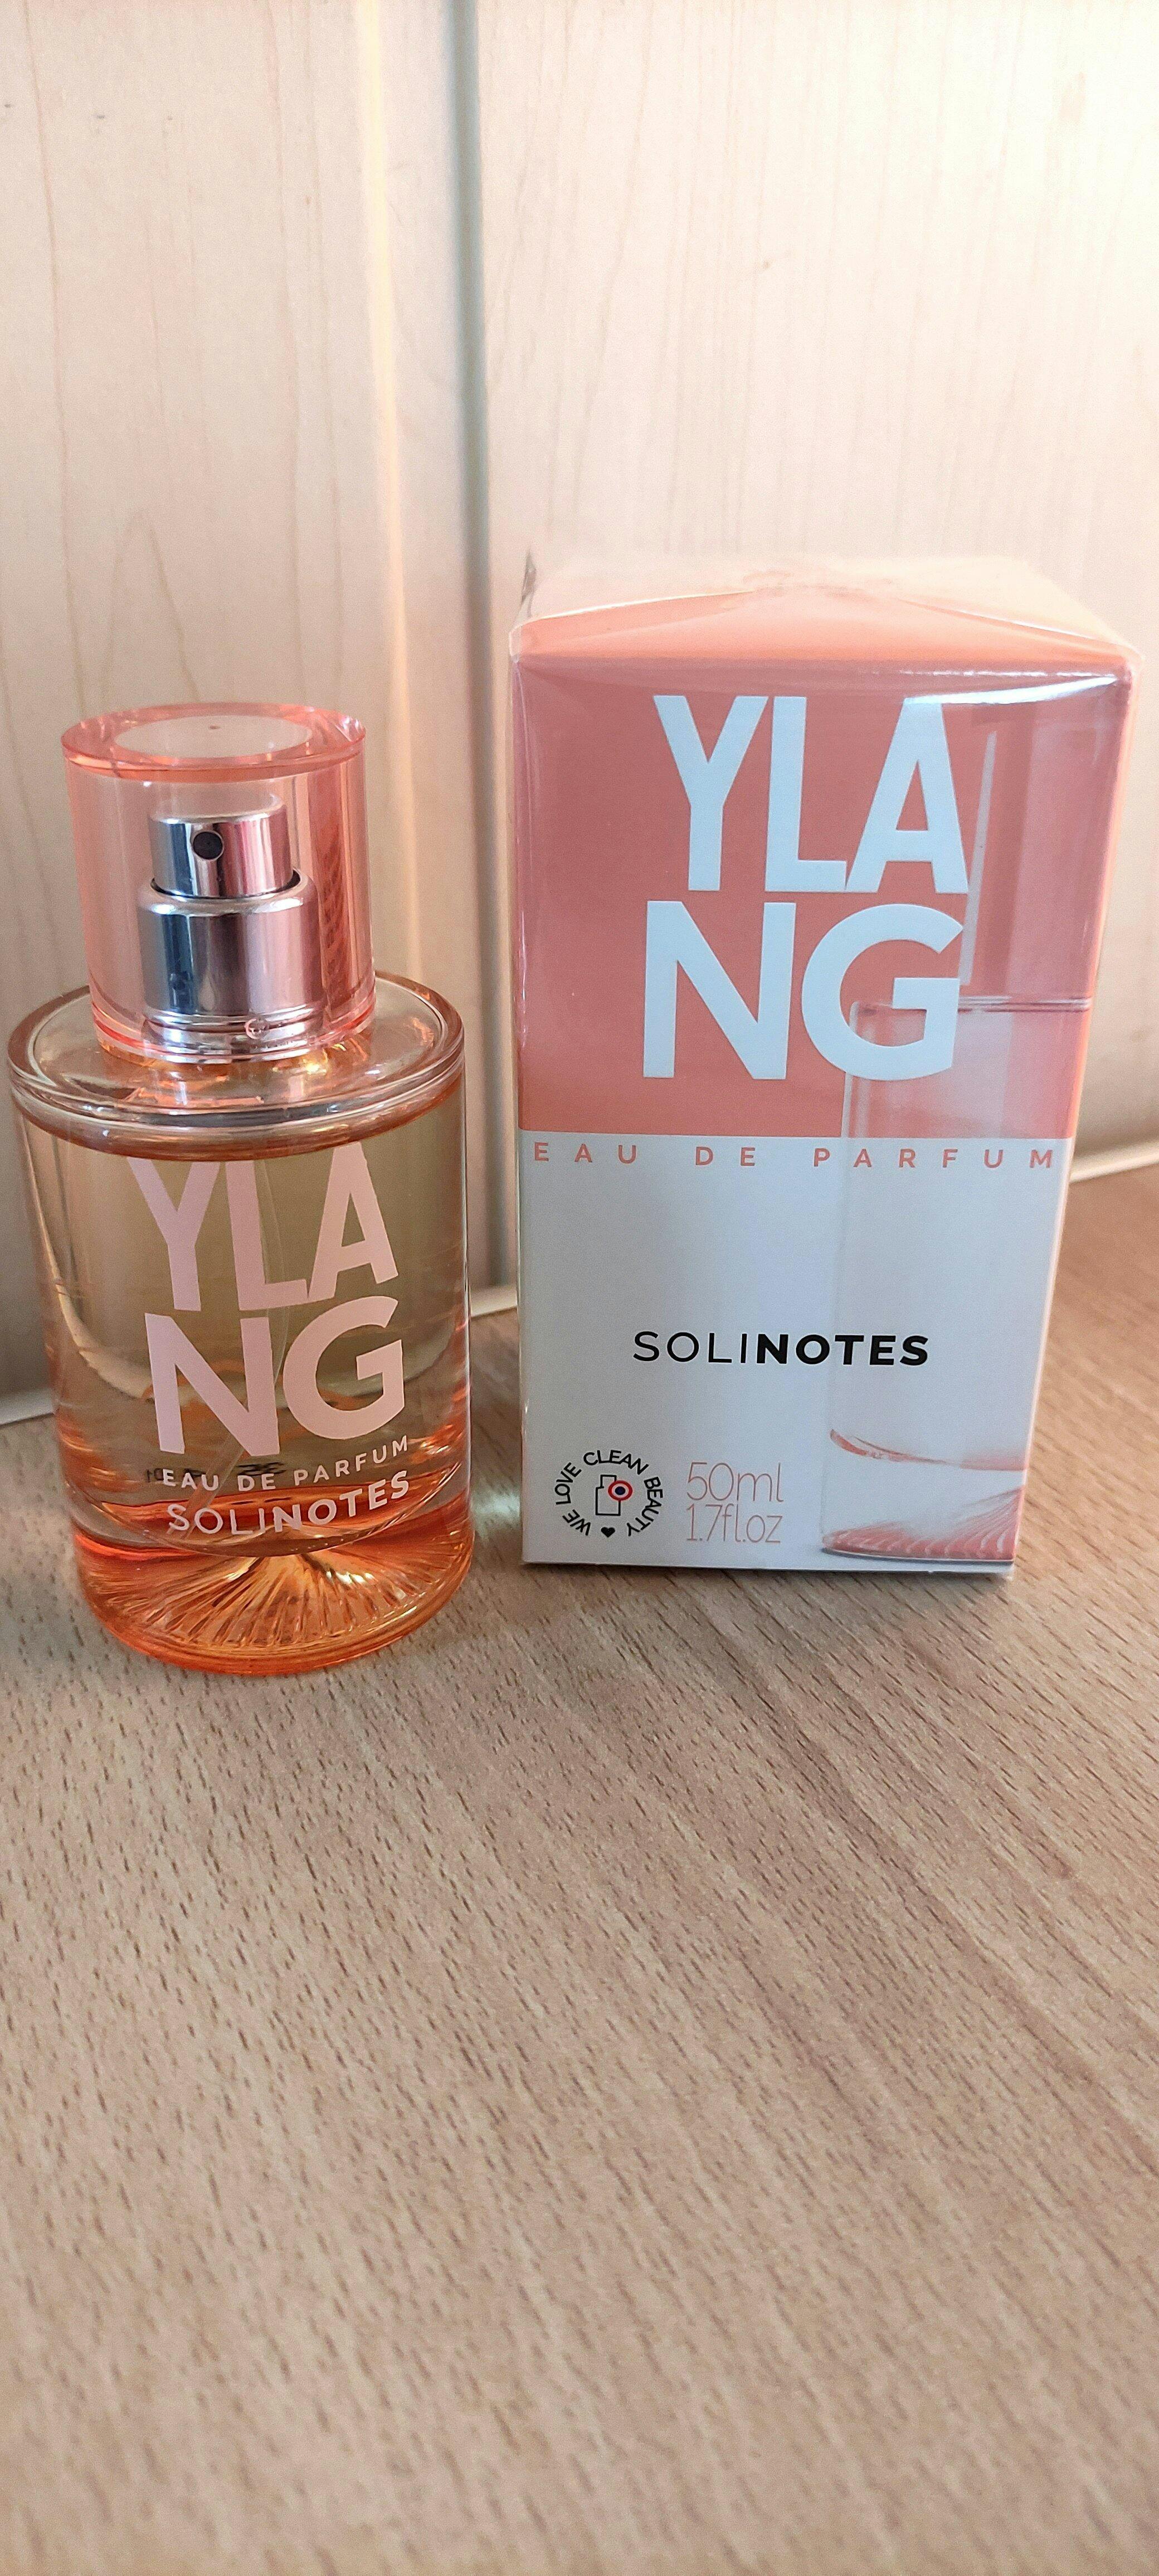 YLA
NG
EAU DE PARFUM
SOLINOTES
YLA
NG
EAU DE PARFUM
SOLINOTES
WE LOVE CLEAN BEAUTY
50ml
1.7fl.oz